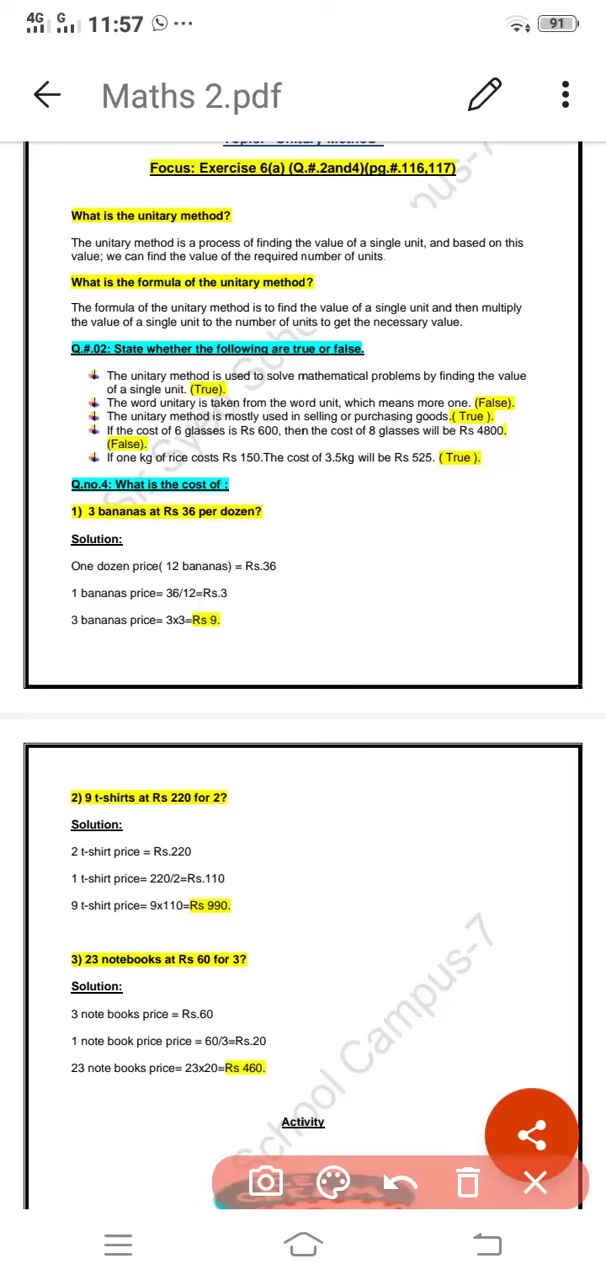 4G G 11:57 ... 91
Maths 2.pdf
Topic: "Unitary Method"
Focus: Exercise 6(a) (Q.#.2and4)(pg.#.116,117)
What is the unitary method?
The unitary method is a process of finding the value of a single unit, and based on this
value; we can find the value of the required number of units.
What is the formula of the unitary method?
The formula of the unitary method is to find the value of a single unit and then multiply
the value of a single unit to the number of units to get the necessary value.
Q.#.02: State whether the following are true or false.
The unitary method is used to solve mathematical problems by finding the value
of a single unit. (True).
The word unitary is taken from the word unit, which means more one. (False).
The unitary method is mostly used in selling or purchasing goods.( True ).
If the cost of 6 glasses is Rs 600, then the cost of 8 glasses will be Rs 4800.
(False).
If one kg of rice costs Rs 150.The cost of 3.5kg will be Rs 525. ( True ).
Q.no.4: What is the cost of :
1) 3 bananas at Rs 36 per dozen?
Solution:
One dozen price( 12 bananas) = Rs.36
1 bananas price= 36/12=Rs.3
3 bananas price= 3x3=Rs 9.
2) 9 t-shirts at Rs 220 for 2?
Solution:
2 t-shirt price = Rs.220
1 t-shirt price= 220/2=Rs.110
9 t-shirt price= 9x110=Rs 990.
3) 23 notebooks at Rs 60 for 3?
Solution:
3 note books price = Rs.60
1 note book price price = 60/3=Rs.20
23 note books price= 23x20=Rs 460.
School Campus-7
Activity